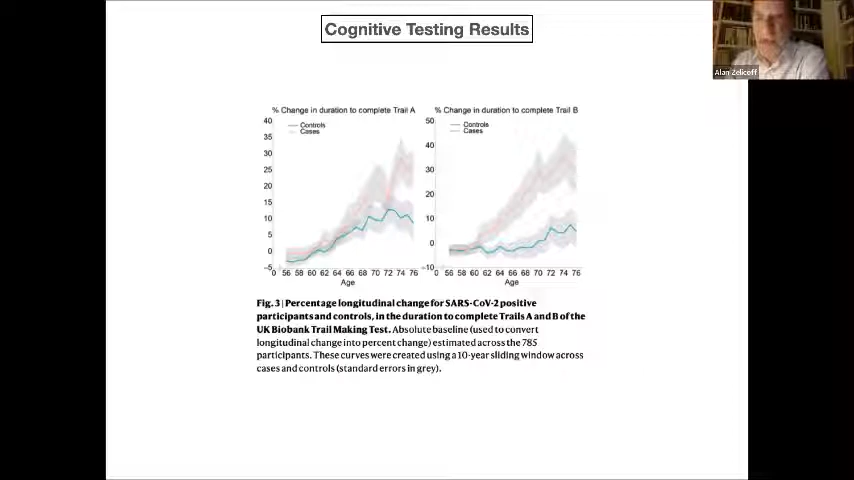 Cognitive Testing Results
Alan Zelicoff
% Change in duration to complete Trail A
40
35
30
25
20
15
10
5
0
−5
Controls
Cases
0 56 58 60 62 64 66 68 70 72 74 76
Age
% Change in duration to complete Trail B
50
40
30
20
10
0
−10
Controls
Cases
0 56 58 60 62 64 66 68 70 72 74 76
Age
Fig. 3 | Percentage longitudinal change for SARS-CoV-2 positive
participants and controls, in the duration to complete Trails A and B of the
UK Biobank Trail Making Test. Absolute baseline (used to convert
longitudinal change into percent change) estimated across the 785
participants. These curves were created using a 10-year sliding window across
cases and controls (standard errors in grey).